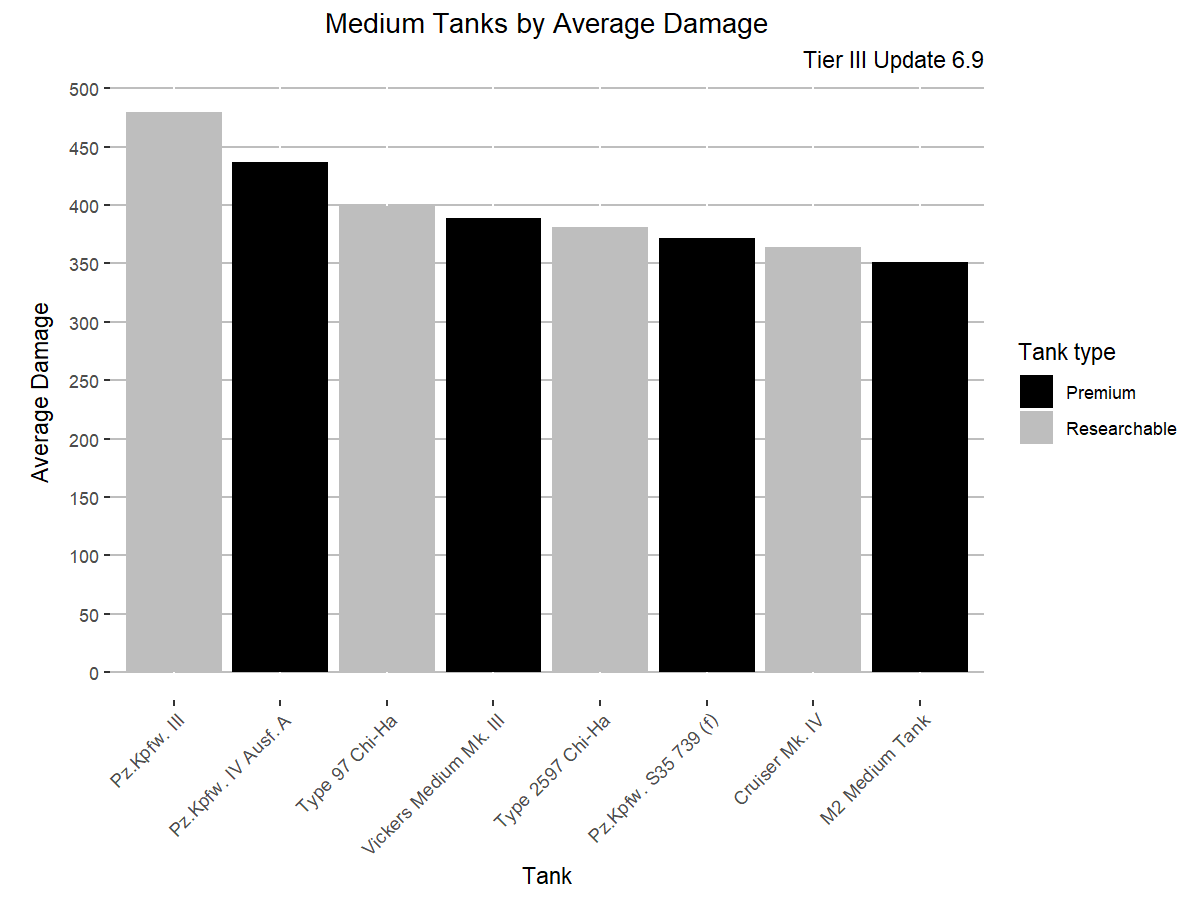 Medium Tanks by Average Damage
Tier III Update 6.9
500
450
400
350
300
250
200
150
100
50
0
Average Damage
Pz.Kpfw. III
Pz.Kpfw. IV Ausf. A
Type 97 Chi-Ha
Vickers Medium Mk. III
Type 2597 Chi-Ha
Pz.Kpfw. S35 739 (f)
Cruiser Mk. IV
M2 Medium Tank
Tank
Tank type
Premium
Researchable